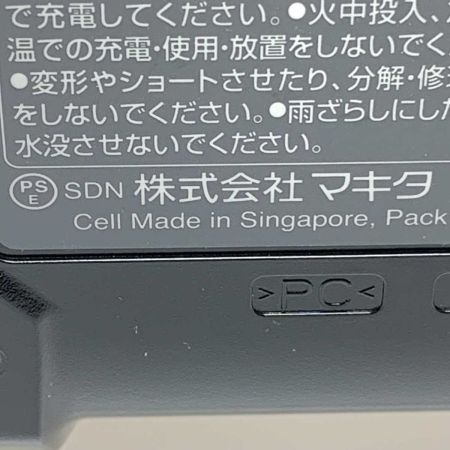 で充電してください。●火中投入、
温での充電・使用・放置をしないでく
●変形やショートさせたり、分解・修
をしないでください。●雨ざらしにした
水没させないでください。
PS E SDN 株式会社 マキタ
Cell Made in Singapore, Pack
>PC<